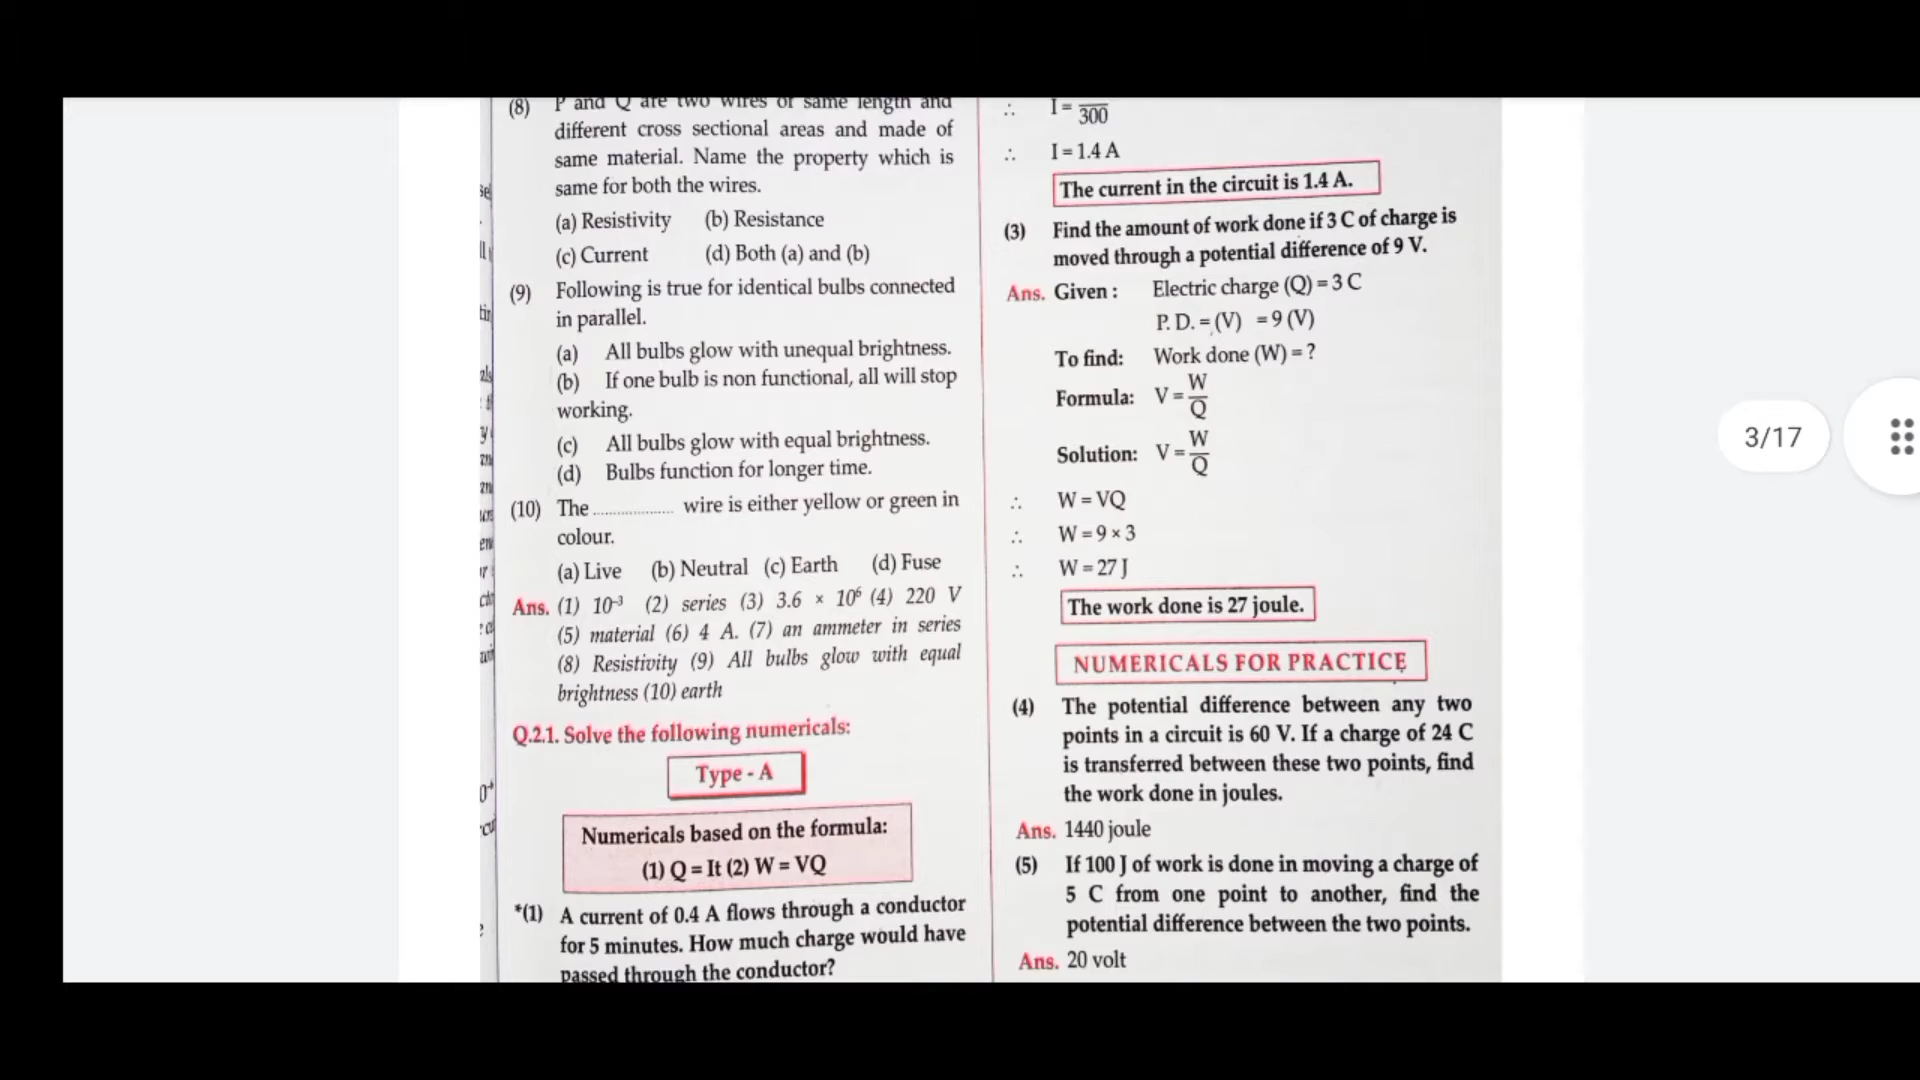 (8) P and Q are two wires of same length and
different cross sectional areas and made of
same material. Name the property which is
same for both the wires.
(a) Resistivity (b) Resistance
(c) Current (d) Both (a) and (b)
(9) Following is true for identical bulbs connected
in parallel.
(a) All bulbs glow with unequal brightness.
(b) If one bulb is non functional, all will stop
working.
(c) All bulbs glow with equal brightness.
(d) Bulbs function for longer time.
(10) The .................. wire is either yellow or green in
colour.
(a) Live (b) Neutral (c) Earth (d) Fuse
Ans. (1) 10⁻³ (2) series (3) 3.6 × 10⁶ (4) 220 V
(5) material (6) 4 A. (7) an ammeter in series
(8) Resistivity (9) All bulbs glow with equal
brightness (10) earth
Q.2.1. Solve the following numericals:
Type - A
Numericals based on the formula:
(1) Q = It (2) W = VQ
*(1) A current of 0.4 A flows through a conductor
for 5 minutes. How much charge would have
passed through the conductor?
∴ I = 300
∴ I = 1.4 A
The current in the circuit is 1.4 A.
(3) Find the amount of work done if 3 C of charge is
moved through a potential difference of 9 V.
Ans. Given : Electric charge (Q) = 3 C
P. D. = (V) = 9 (V)
To find: Work done (W) = ?
Formula: V = W/Q
Solution: V = W/Q
∴ W = VQ
∴ W = 9 × 3
∴ W = 27 J
The work done is 27 joule.
NUMERICALS FOR PRACTICE
(4) The potential difference between any two
points in a circuit is 60 V. If a charge of 24 C
is transferred between these two points, find
the work done in joules.
Ans. 1440 joule
(5) If 100 J of work is done in moving a charge of
5 C from one point to another, find the
potential difference between the two points.
Ans. 20 volt
3/17